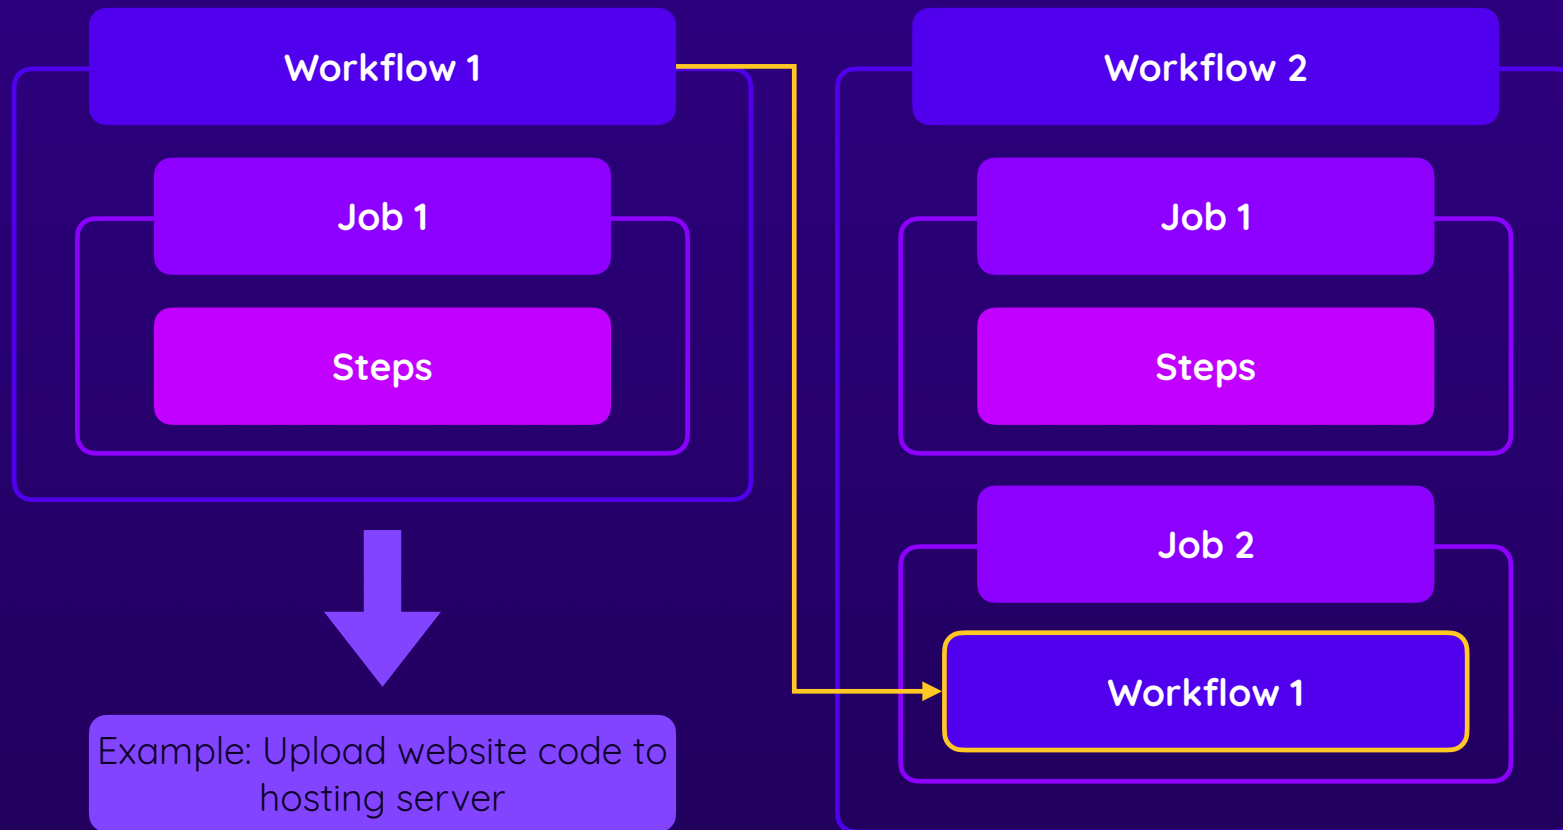 Workflow 1
Job 1
Steps
Example: Upload website code to
hosting server
Workflow 2
Job 1
Steps
Job 2
Workflow 1